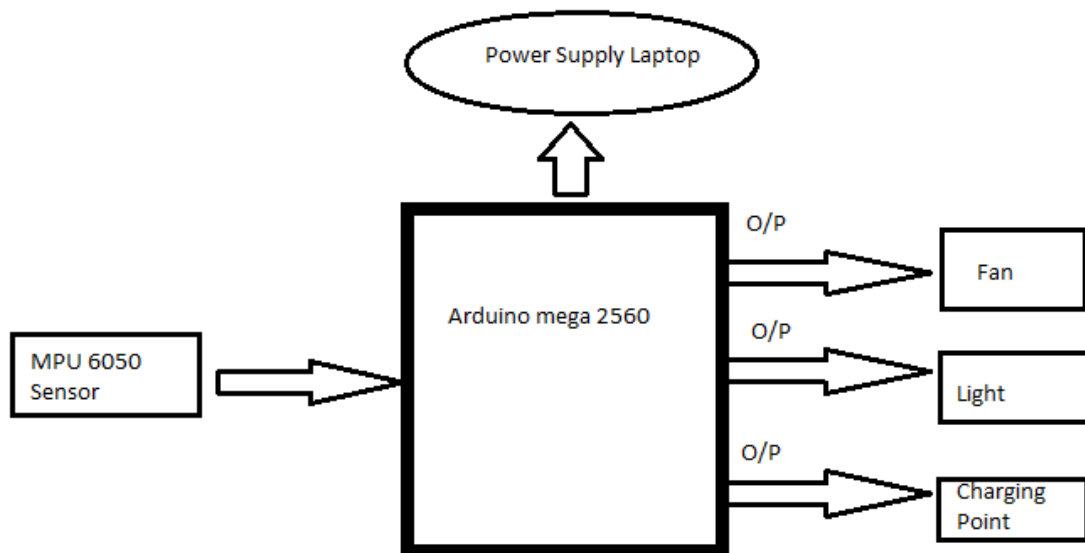 Power Supply Laptop
O/P
Fan
Arduino mega 2560
O/P
MPU 6050
Sensor
Light
O/P
Charging
Point